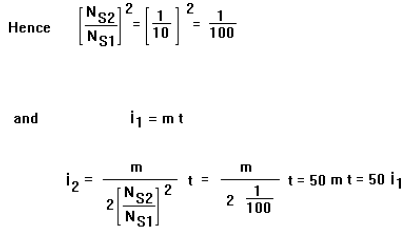 Hence [N_S2/N_S1]^2 = [1/10]^2 = 1/100
and i_1 = m t
i_2 = m/(2[N_S2/N_S1]^2) t = m/(2 1/100) t = 50 m t = 50 i_1